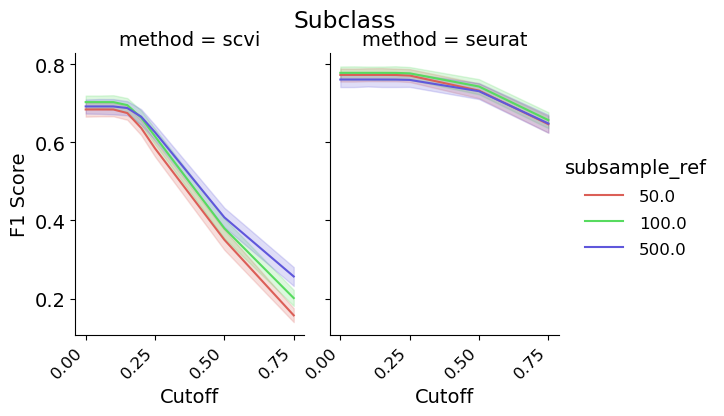 Subclass
method = scvi
method = seurat
F1 Score
0.8
0.6
0.4
0.2
0.00
0.25
0.50
0.75
Cutoff
0.00
0.25
0.50
0.75
Cutoff
subsample_ref
50.0
100.0
500.0